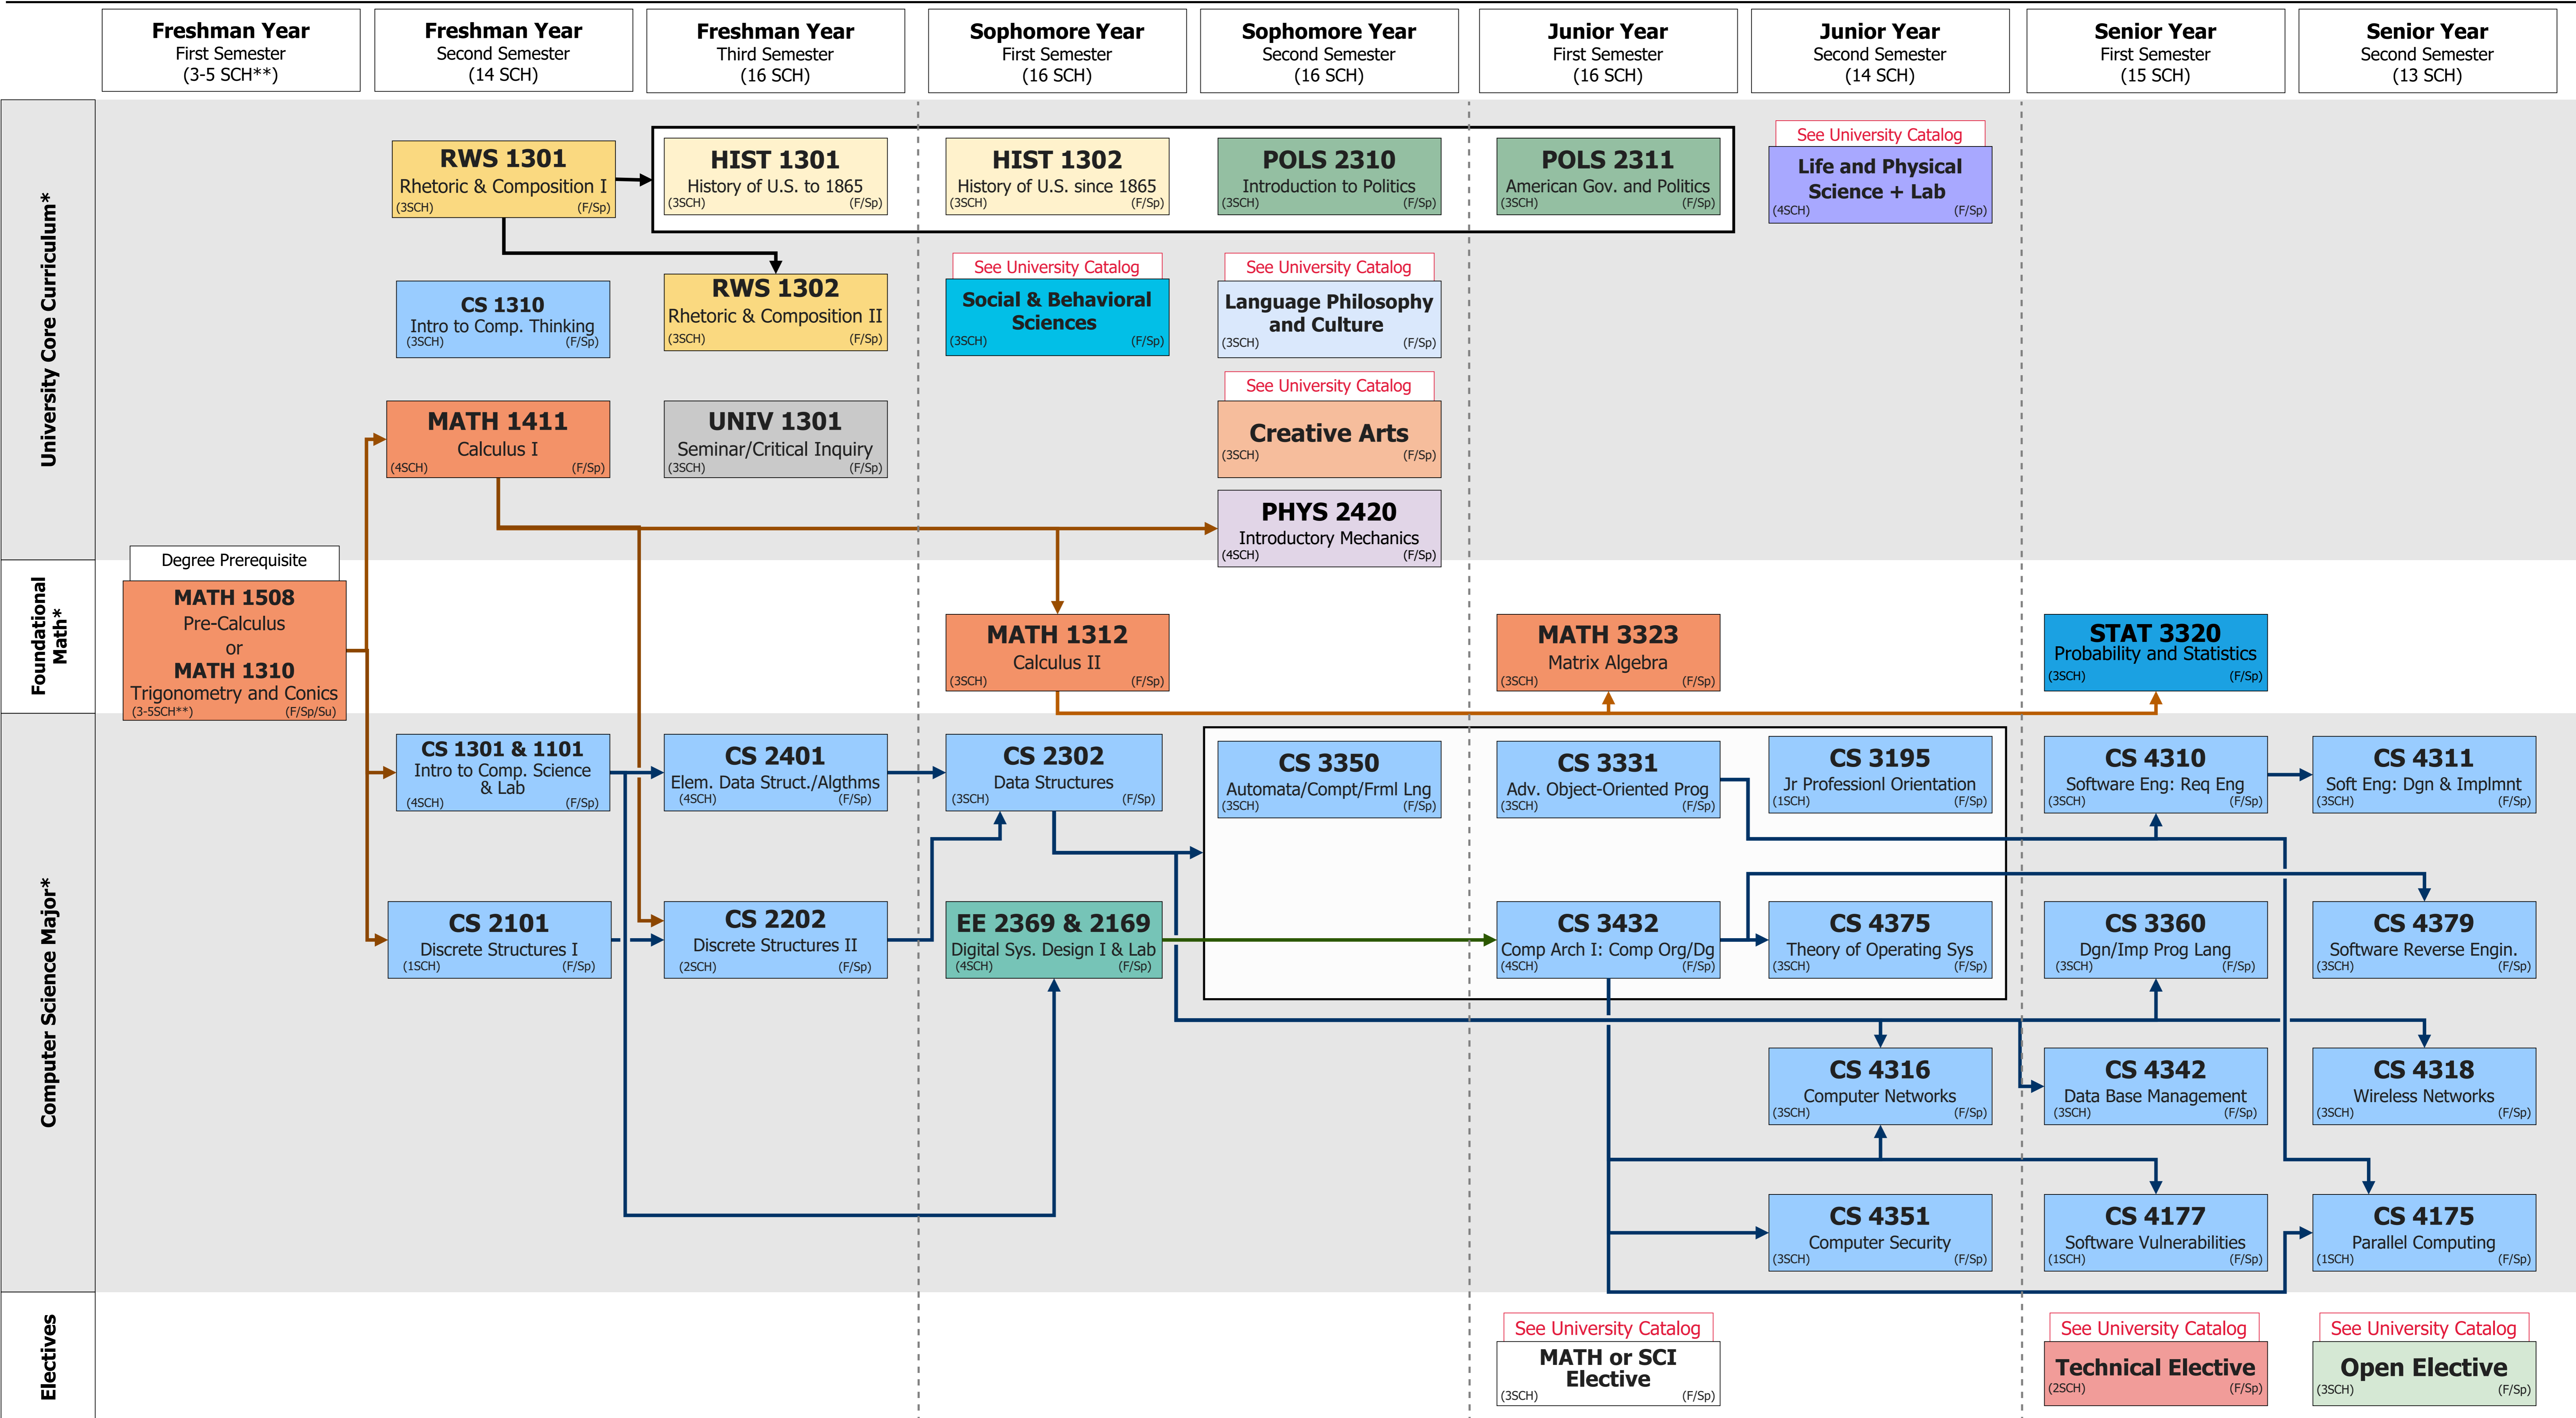 Freshman Year
First Semester
(3-5 SCH**)
Freshman Year
Second Semester
(14 SCH)
Freshman Year
Third Semester
(16 SCH)
Sophomore Year
First Semester
(16 SCH)
Sophomore Year
Second Semester
(16 SCH)
Junior Year
First Semester
(16 SCH)
Junior Year
Second Semester
(14 SCH)
Senior Year
First Semester
(15 SCH)
Senior Year
Second Semester
(13 SCH)
University Core Curriculum*
RWS 1301
Rhetoric & Composition I
(3SCH) (F/Sp)
HIST 1301
History of U.S. to 1865
(3SCH) (F/Sp)
HIST 1302
History of U.S. since 1865
(3SCH) (F/Sp)
POLS 2310
Introduction to Politics
(3SCH) (F/Sp)
POLS 2311
American Gov. and Politics
(3SCH) (F/Sp)
See University Catalog
Life and Physical
Science + Lab
(4SCH) (F/Sp)
CS 1310
Intro to Comp. Thinking
(3SCH) (F/Sp)
RWS 1302
Rhetoric & Composition II
(3SCH) (F/Sp)
See University Catalog
Social & Behavioral
Sciences
(3SCH) (F/Sp)
See University Catalog
Language Philosophy
and Culture
(3SCH) (F/Sp)
MATH 1411
Calculus I
(4SCH) (F/Sp)
UNIV 1301
Seminar/Critical Inquiry
(3SCH) (F/Sp)
See University Catalog
Creative Arts
(3SCH) (F/Sp)
PHYS 2420
Introductory Mechanics
(4SCH) (F/Sp)
Foundational
Math*
Degree Prerequisite
MATH 1508
Pre-Calculus
or
MATH 1310
Trigonometry and Conics
(3-5SCH**) (F/Sp/Su)
MATH 1312
Calculus II
(3SCH) (F/Sp)
MATH 3323
Matrix Algebra
(3SCH) (F/Sp)
STAT 3320
Probability and Statistics
(3SCH) (F/Sp)
Computer Science Major*
CS 1301 & 1101
Intro to Comp. Science
& Lab
(4SCH) (F/Sp)
CS 2401
Elem. Data Struct./Algthms
(4SCH) (F/Sp)
CS 2302
Data Structures
(3SCH) (F/Sp)
CS 3350
Automata/Compt/Frml Lng
(3SCH) (F/Sp)
CS 3331
Adv. Object-Oriented Prog
(3SCH) (F/Sp)
CS 3195
Jr Professionl Orientation
(1SCH) (F/Sp)
CS 4310
Software Eng: Req Eng
(3SCH) (F/Sp)
CS 4311
Soft Eng: Dgn & Implmnt
(3SCH) (F/Sp)
CS 2101
Discrete Structures I
(1SCH) (F/Sp)
CS 2202
Discrete Structures II
(2SCH) (F/Sp)
EE 2369 & 2169
Digital Sys. Design I & Lab
(4SCH) (F/Sp)
CS 3432
Comp Arch I: Comp Org/Dg
(4SCH) (F/Sp)
CS 4375
Theory of Operating Sys
(3SCH) (F/Sp)
CS 3360
Dgn/Imp Prog Lang
(3SCH) (F/Sp)
CS 4379
Software Reverse Engin.
(3SCH) (F/Sp)
CS 4316
Computer Networks
(3SCH) (F/Sp)
CS 4342
Data Base Management
(3SCH) (F/Sp)
CS 4318
Wireless Networks
(3SCH) (F/Sp)
CS 4351
Computer Security
(3SCH) (F/Sp)
CS 4177
Software Vulnerabilities
(1SCH) (F/Sp)
CS 4175
Parallel Computing
(1SCH) (F/Sp)
Electives
See University Catalog
MATH or SCI
Elective
(3SCH) (F/Sp)
See University Catalog
Technical Elective
(2SCH) (F/Sp)
See University Catalog
Open Elective
(3SCH) (F/Sp)